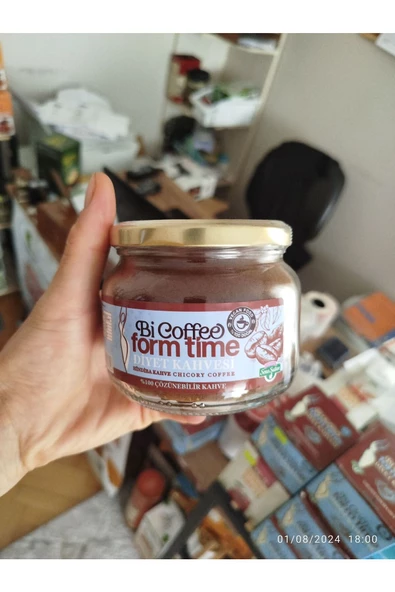 Bi Coffee
form time
DİYET KAHVESİ
HİNDİBA KAHVE CHICORY COFFEE
%100 ÇÖZÜNEBİLİR KAHVE
01/08/2024 18:00